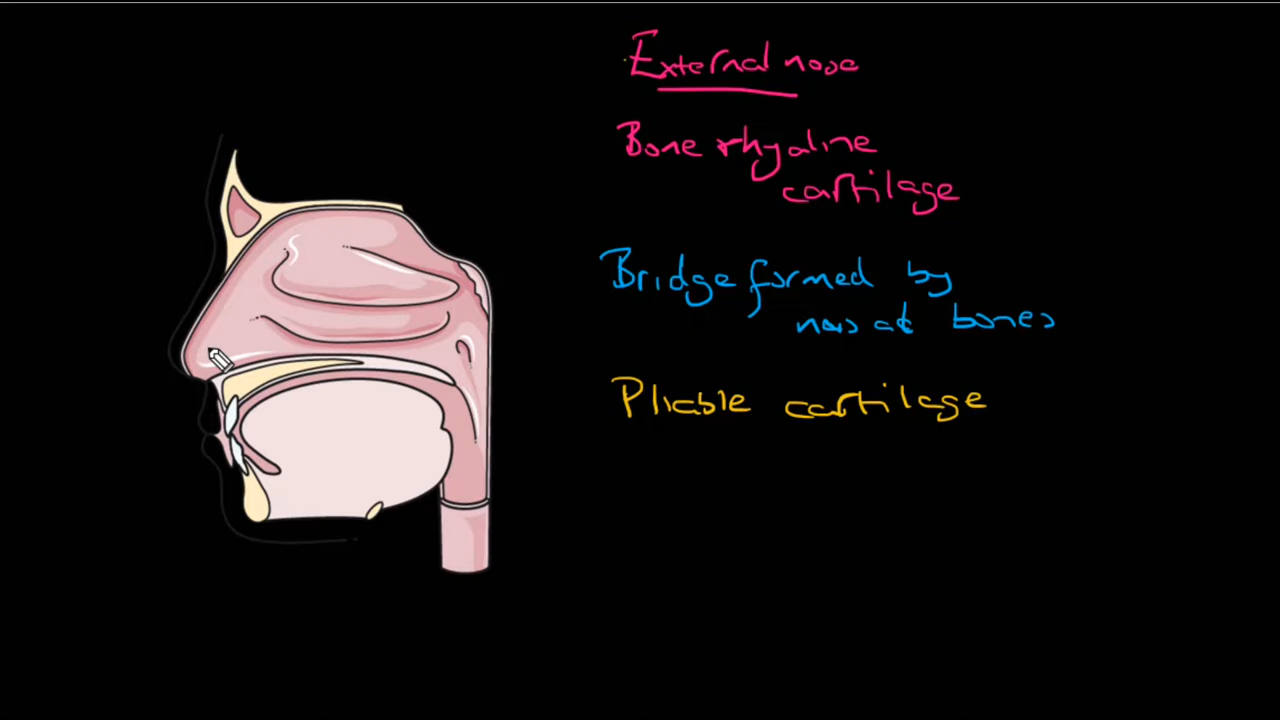 External nose
Bone + hyaline
cartilage
Bridge formed by
nasal bones
Pliable cartilage